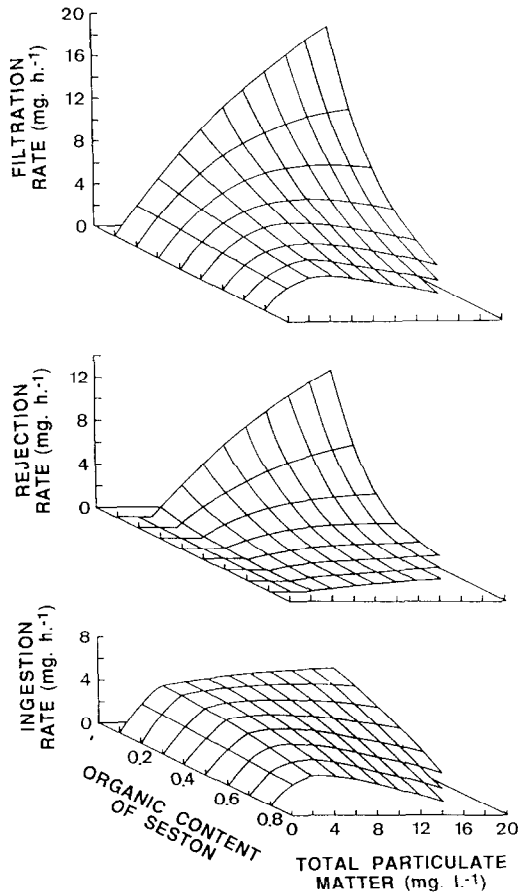 20
16
12
8
4
0
FILTRATION
RATE (mg. h.-1)
12
8
4
0
REJECTION
RATE (mg. h.-1)
8
4
0
INGESTION
RATE (mg. h.-1)
0.2
0.4
0.6
0.8
ORGANIC CONTENT
OF SESTON
0 4 8 12 16 20
TOTAL PARTICULATE
MATTER (mg. l.-1)